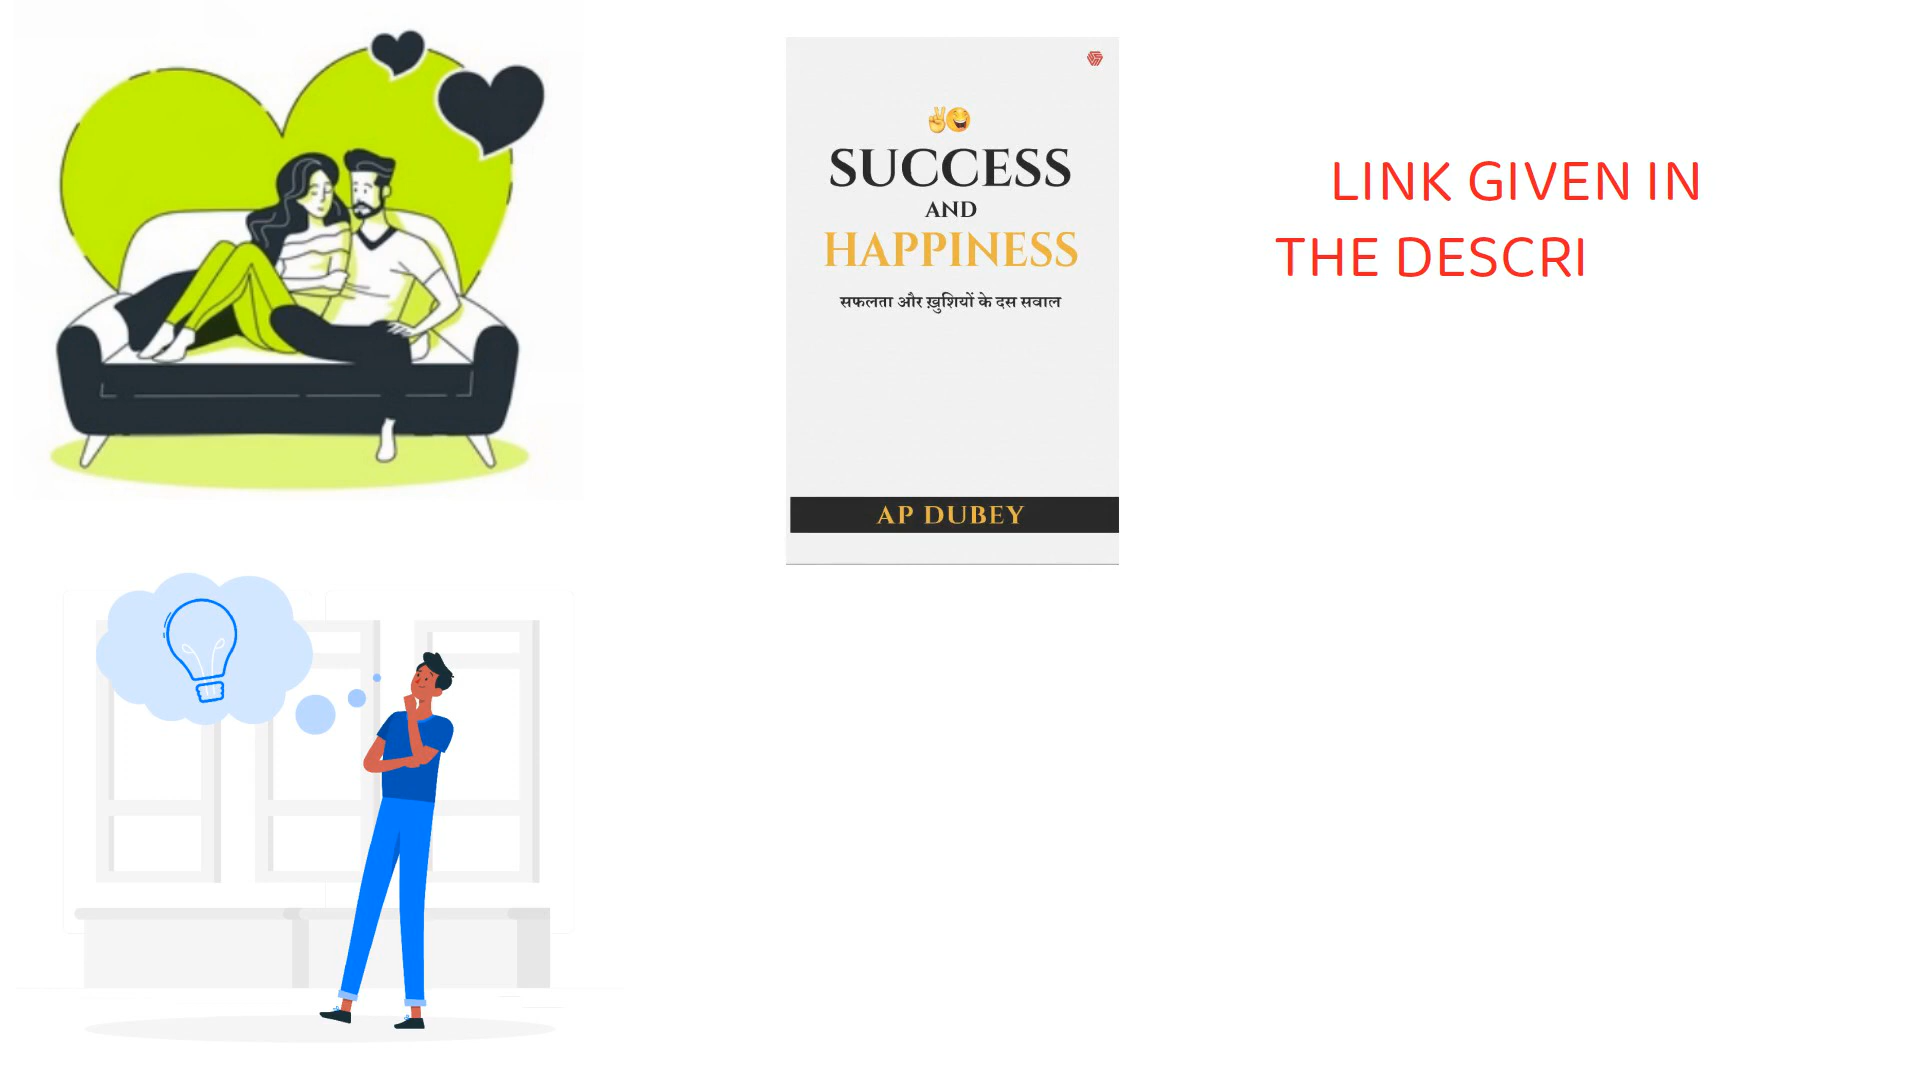 SUCCESS
AND
HAPPINESS
सफलता और ख़ुशियों के दस सवाल
AP DUBEY
LINK GIVEN IN
THE DESCRI